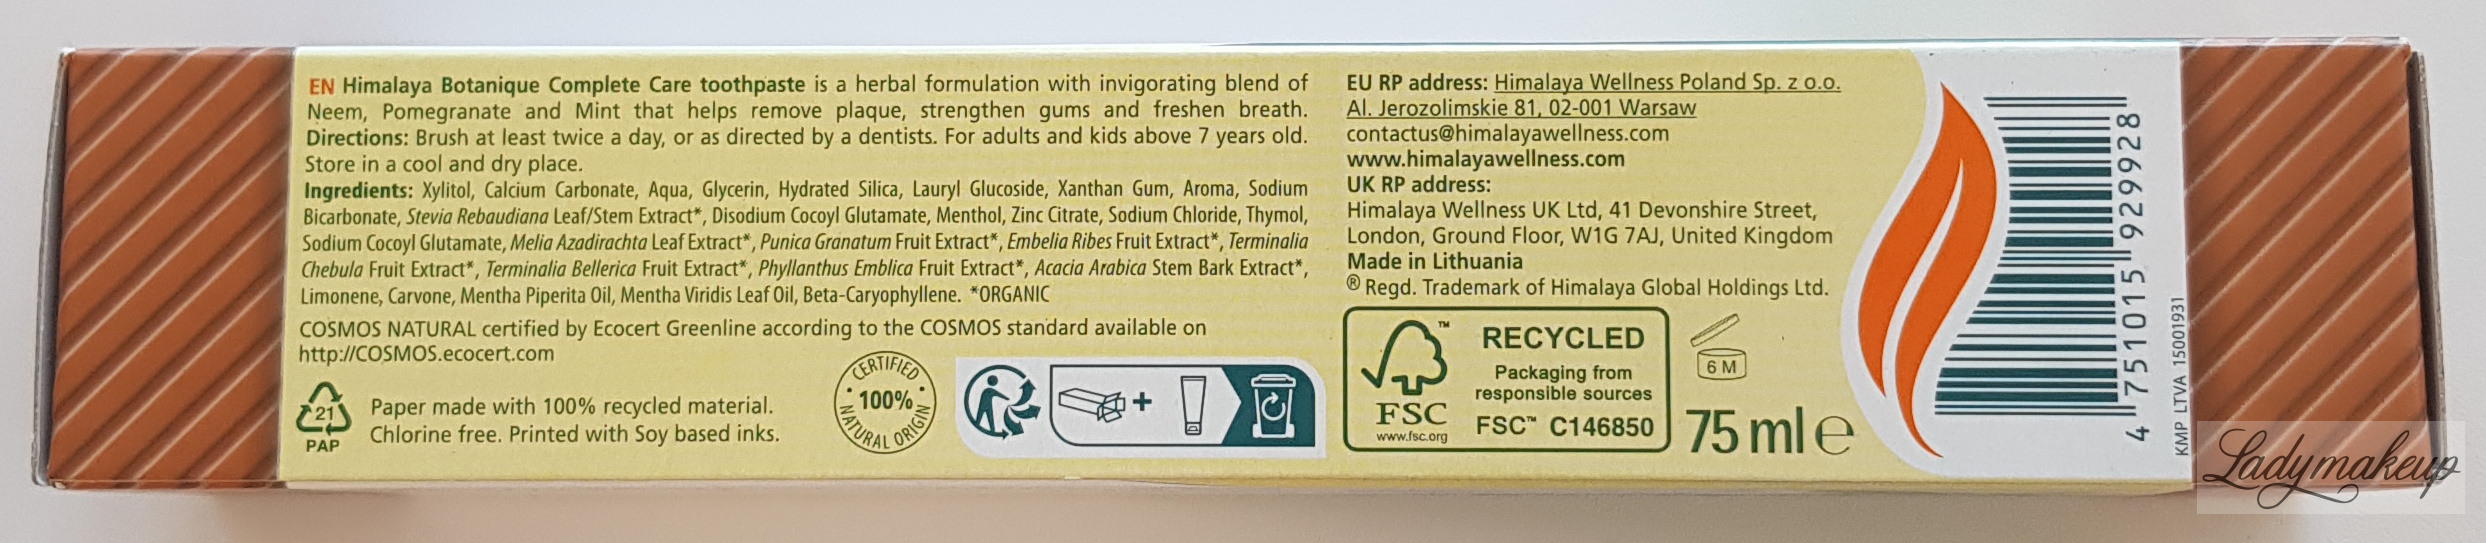 EN Himalaya Botanique Complete Care toothpaste is a herbal formulation with invigorating blend of
Neem, Pomegranate and Mint that helps remove plaque, strengthen gums and freshen breath.
Directions: Brush at least twice a day, or as directed by a dentists. For adults and kids above 7 years old.
Store in a cool and dry place.
Ingredients: Xylitol, Calcium Carbonate, Aqua, Glycerin, Hydrated Silica, Lauryl Glucoside, Xanthan Gum, Aroma, Sodium
Bicarbonate, Stevia Rebaudiana Leaf/Stem Extract*, Disodium Cocoyl Glutamate, Menthol, Zinc Citrate, Sodium Chloride, Thymol,
Sodium Cocoyl Glutamate, Melia Azadirachta Leaf Extract*, Punica Granatum Fruit Extract*, Embelia Ribes Fruit Extract*, Terminalia
Chebula Fruit Extract*, Terminalia Bellerica Fruit Extract*, Phyllanthus Emblica Fruit Extract*, Acacia Arabica Stem Bark Extract*,
Limonene, Carvone, Mentha Piperita Oil, Mentha Viridis Leaf Oil, Beta-Caryophyllene. *ORGANIC
COSMOS NATURAL certified by Ecocert Greenline according to the COSMOS standard available on
http://COSMOS.ecocert.com
21
PAP
Paper made with 100% recycled material.
Chlorine free. Printed with Soy based inks.
CERTIFIED
100%
NATURAL ORIGIN
+
EU RP address: Himalaya Wellness Poland Sp. z o.o.
Al. Jerozolimskie 81, 02-001 Warsaw
contactus@himalayawellness.com
www.himalayawellness.com
UK RP address:
Himalaya Wellness UK Ltd, 41 Devonshire Street,
London, Ground Floor, W1G 7AJ, United Kingdom
Made in Lithuania
® Regd. Trademark of Himalaya Global Holdings Ltd.
FSC
www.fsc.org
™
RECYCLED
Packaging from
responsible sources
FSC™ C146850
6 M
75 ml e
4 751015 929928
KMP LTVA 15001931
Ladymakeup